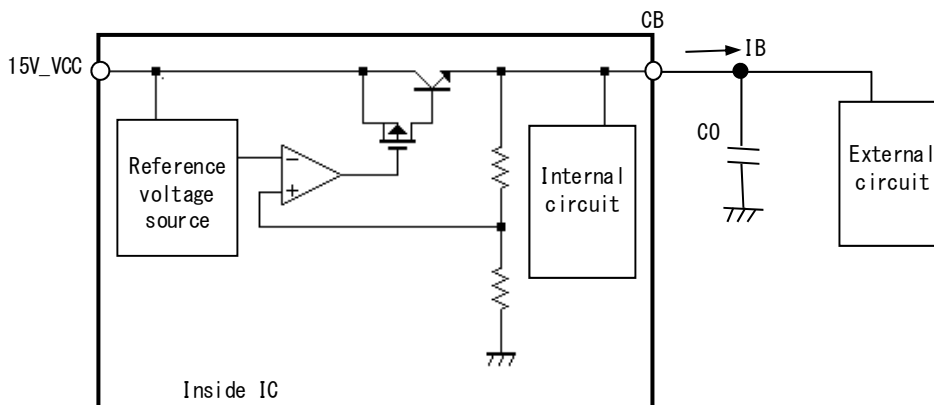 CB
IB
15V_VCC
CO
Reference
voltage
source
−
+
Internal
circuit
External
circuit
Inside IC